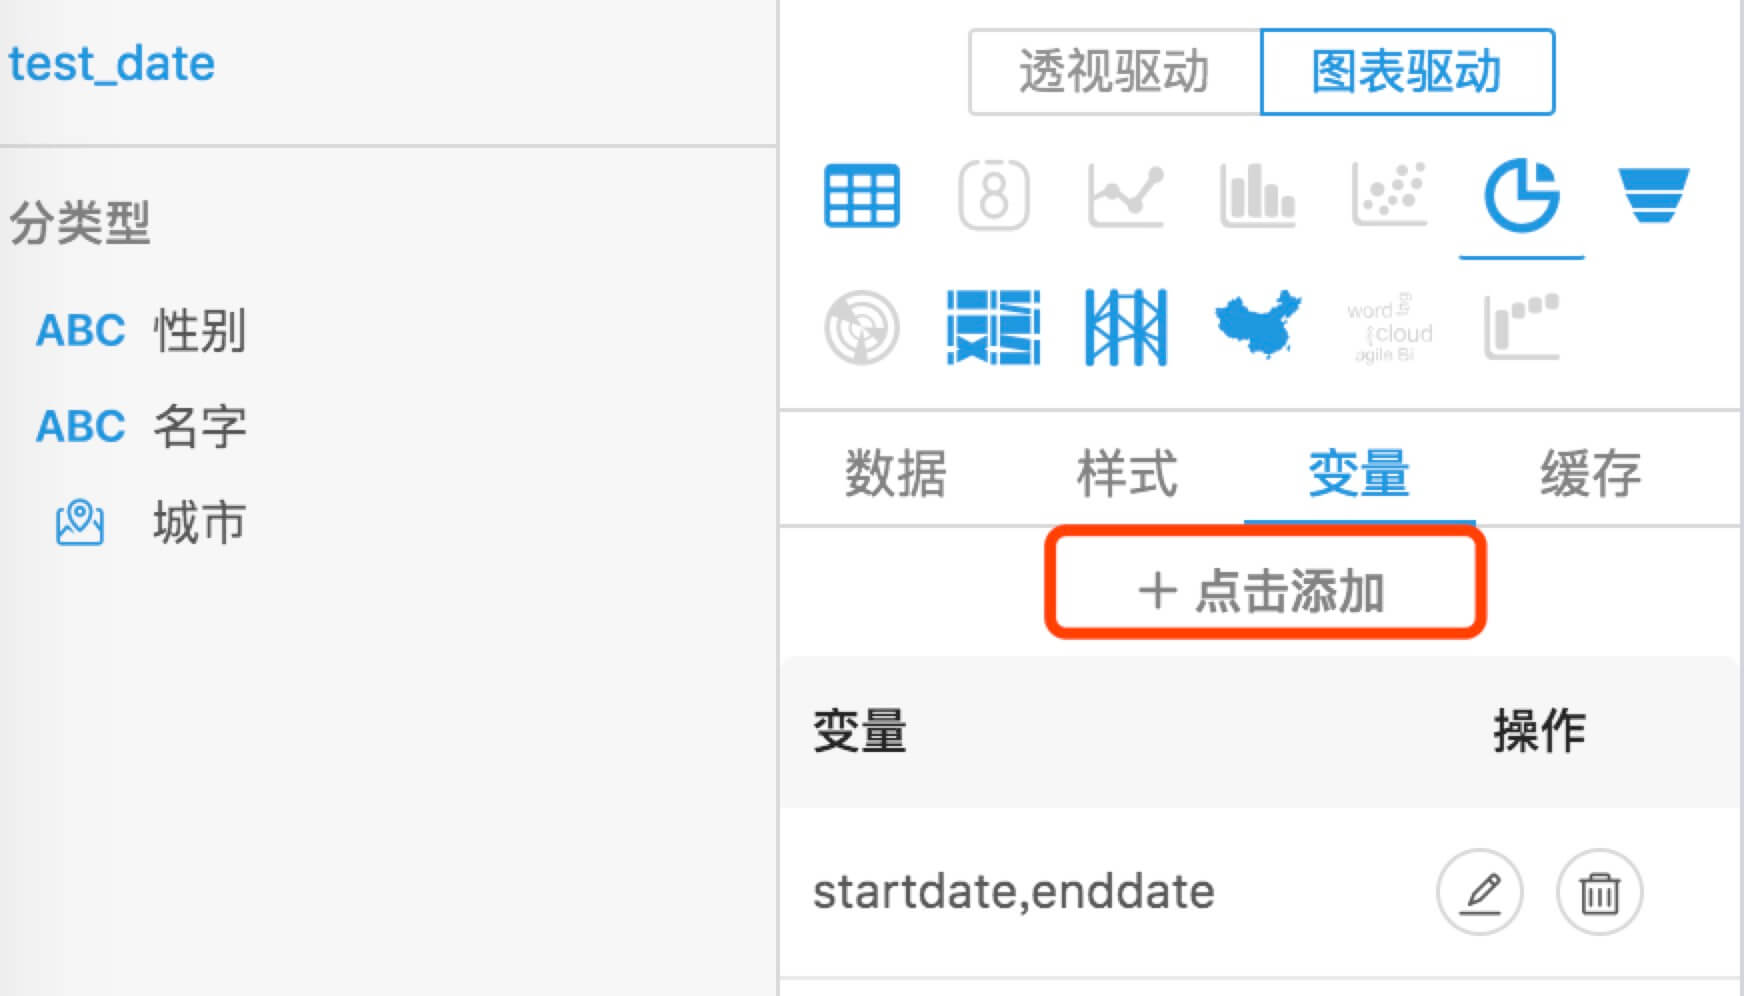 test_date
分类型
ABC 性别
ABC 名字
城市
透视驱动 图表驱动
8
word tag
cloud
agile BI
数据 样式 变量 缓存
+ 点击添加
变量 操作
startdate,enddate